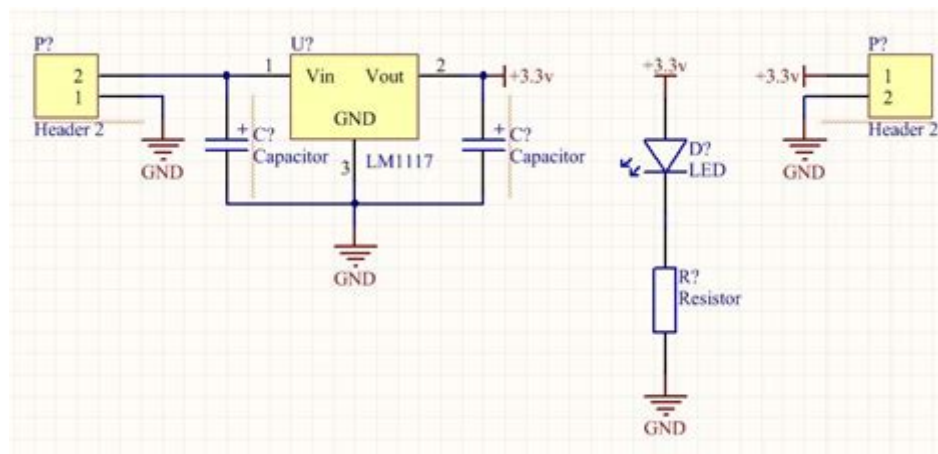 P?
2
1
Header 2
GND
U?
1
Vin
Vout
2
GND
3
LM1117
+
C?
Capacitor
+
C?
Capacitor
+3.3v
GND
+3.3v
D?
LED
R?
Resistor
GND
P?
+3.3v
1
2
Header 2
GND